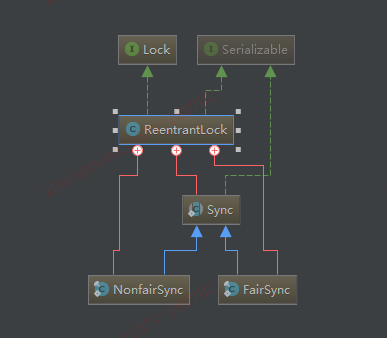 I Lock
I Serializable
C ReentrantLock
C Sync
C NonfairSync
C FairSync